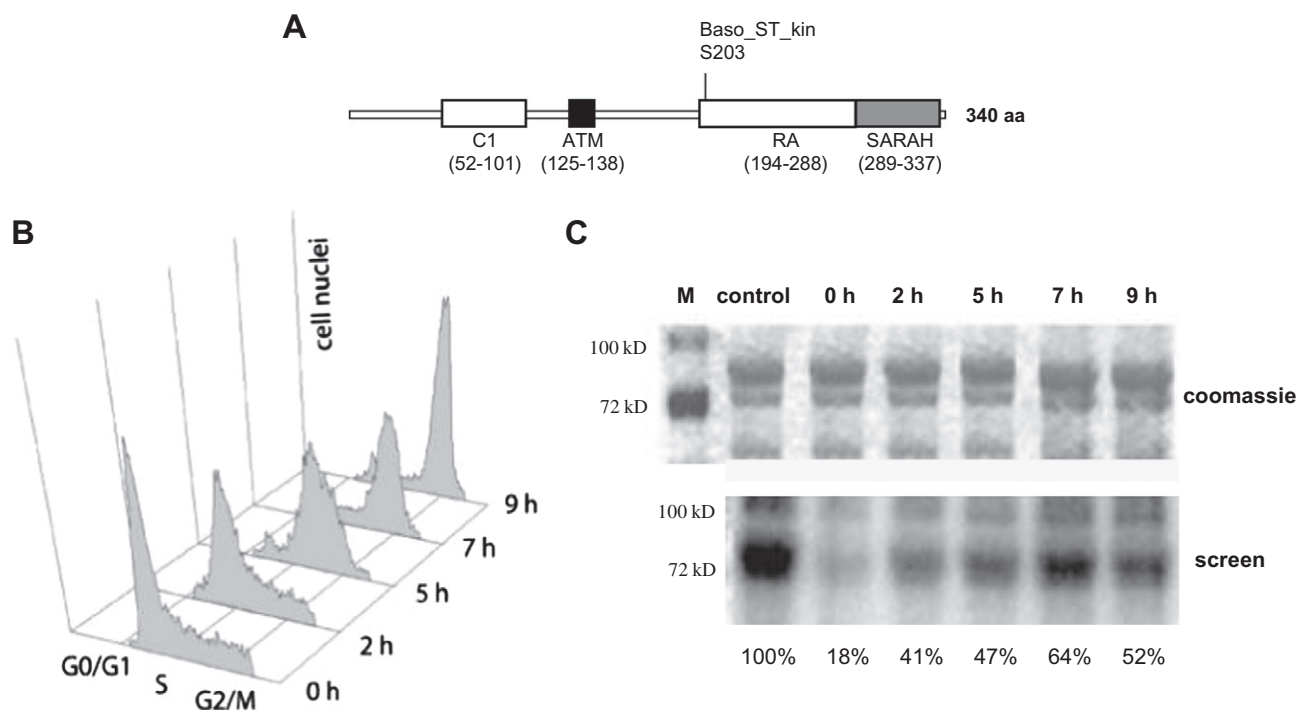 A
Baso_ST_kin
S203
340 aa
C1
(52-101)
ATM
(125-138)
RA
(194-288)
SARAH
(289-337)
B
cell nuclei
9 h
7 h
5 h
2 h
0 h
G0/G1
S
G2/M
C
M control 0 h 2 h 5 h 7 h 9 h
100 kD
72 kD
coomassie
100 kD
72 kD
screen
100% 18% 41% 47% 64% 52%